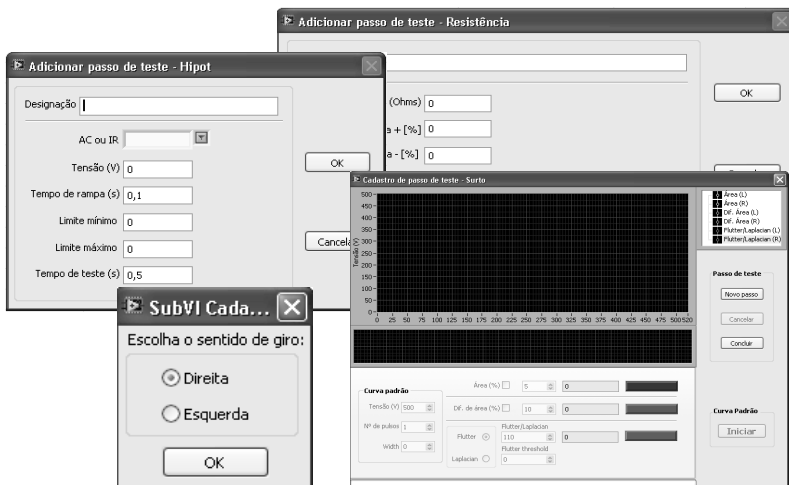 Adicionar passo de teste - Resistência
(Ohms) 0
a + [%] 0
a - [%] 0
OK
Adicionar passo de teste - Hipot
Designação
AC ou IR
Tensão (V) 0
Tempo de rampa (s) 0,1
Limite mínimo 0
Limite máximo 0
Tempo de teste (s) 0,5
OK
Cancela
SubVI Cada...
Escolha o sentido de giro:
Direita
Esquerda
OK
Cadastro de passo de teste - Surto
Tensão (V)
500
450
400
350
300
250
200
150
100
50
0
0 25 50 75 100 125 150 175 200 225 250 275 300 325 350 375 400 425 450 475 500 520
Área (L)
Área (R)
Dif. Área (L)
Dif. Área (R)
Flutter/Laplacian (L)
Flutter/Laplacian (R)
Passo de teste
Novo passo
Cancelar
Concluir
Curva padrão
Tensão (V) 500
Nº de pulsos 1
Width 0
Área (%) 5 0
Dif. de área (%) 10 0
Flutter
Laplacian
Flutter/Laplacian
110 0
Flutter threshold
0
Curva Padrão
Iniciar